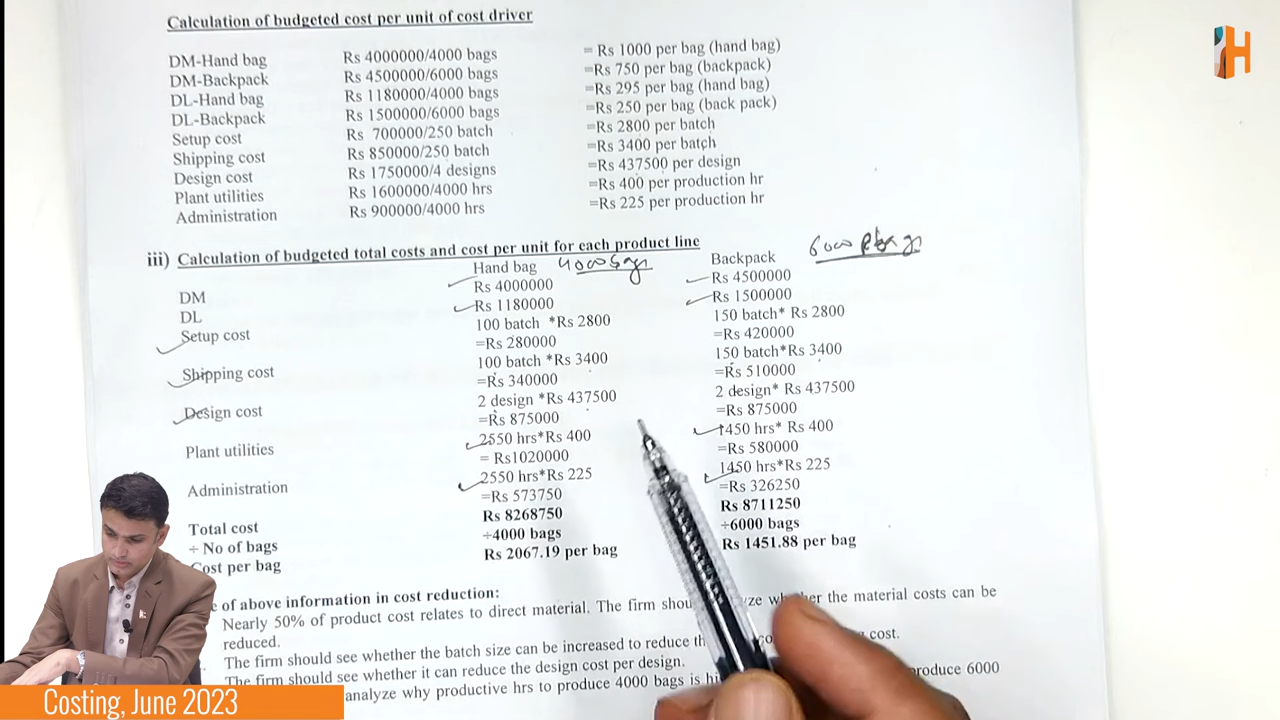 Calculation of budgeted cost per unit of cost driver
DM-Hand bag Rs 4000000/4000 bags = Rs 1000 per bag (hand bag)
DM-Backpack Rs 4500000/6000 bags =Rs 750 per bag (backpack)
DL-Hand bag Rs 1180000/4000 bags =Rs 295 per bag (hand bag)
DL-Backpack Rs 1500000/6000 bags =Rs 250 per bag (back pack)
Setup cost Rs 700000/250 batch =Rs 2800 per batch
Shipping cost Rs 850000/250 batch =Rs 3400 per batch
Design cost Rs 1750000/4 designs =Rs 437500 per design
Plant utilities Rs 1600000/4000 hrs =Rs 400 per production hr
Administration Rs 900000/4000 hrs =Rs 225 per production hr
iii) Calculation of budgeted total costs and cost per unit for each product line
Hand bag 4000 bags Backpack 6000
DM Rs 4000000 Rs 4500000
DL Rs 1180000 Rs 1500000
Setup cost 100 batch *Rs 2800 150 batch* Rs 2800
=Rs 280000 =Rs 420000
Shipping cost 100 batch *Rs 3400 150 batch*Rs 3400
=Rs 340000 =Rs 510000
Design cost 2 design *Rs 437500 2 design* Rs 437500
=Rs 875000 =Rs 875000
Plant utilities 2550 hrs*Rs 400 1450 hrs* Rs 400
= Rs1020000 =Rs 580000
Administration 2550 hrs*Rs 225 1450 hrs*Rs 225
=Rs 573750 =Rs 326250
Total cost Rs 8268750 Rs 8711250
÷ No of bags ÷4000 bags ÷6000 bags
Cost per bag Rs 2067.19 per bag Rs 1451.88 per bag
of above information in cost reduction:
Nearly 50% of product cost relates to direct material. The firm the material costs can be
reduced.
The firm should see whether the batch size can be increased to reduce cost.
The firm should see whether it can reduce the design cost per design.
analyze why productive hrs to produce 4000 bags is produce 6000
Costing, June 2023
H